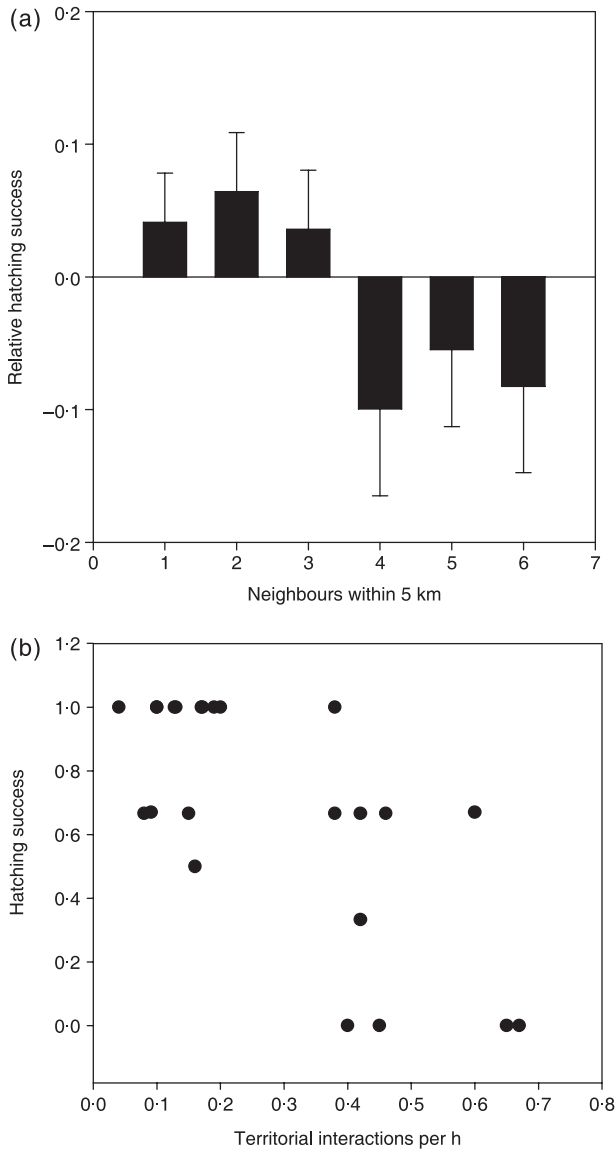 (a)
0·2
0·1
0·0
−0·1
−0·2
Relative hatching success
0 1 2 3 4 5 6 7
Neighbours within 5 km
(b)
1·2
1·0
0·8
0·6
0·4
0·2
0·0
Hatching success
0·0 0·1 0·2 0·3 0·4 0·5 0·6 0·7 0·8
Territorial interactions per h